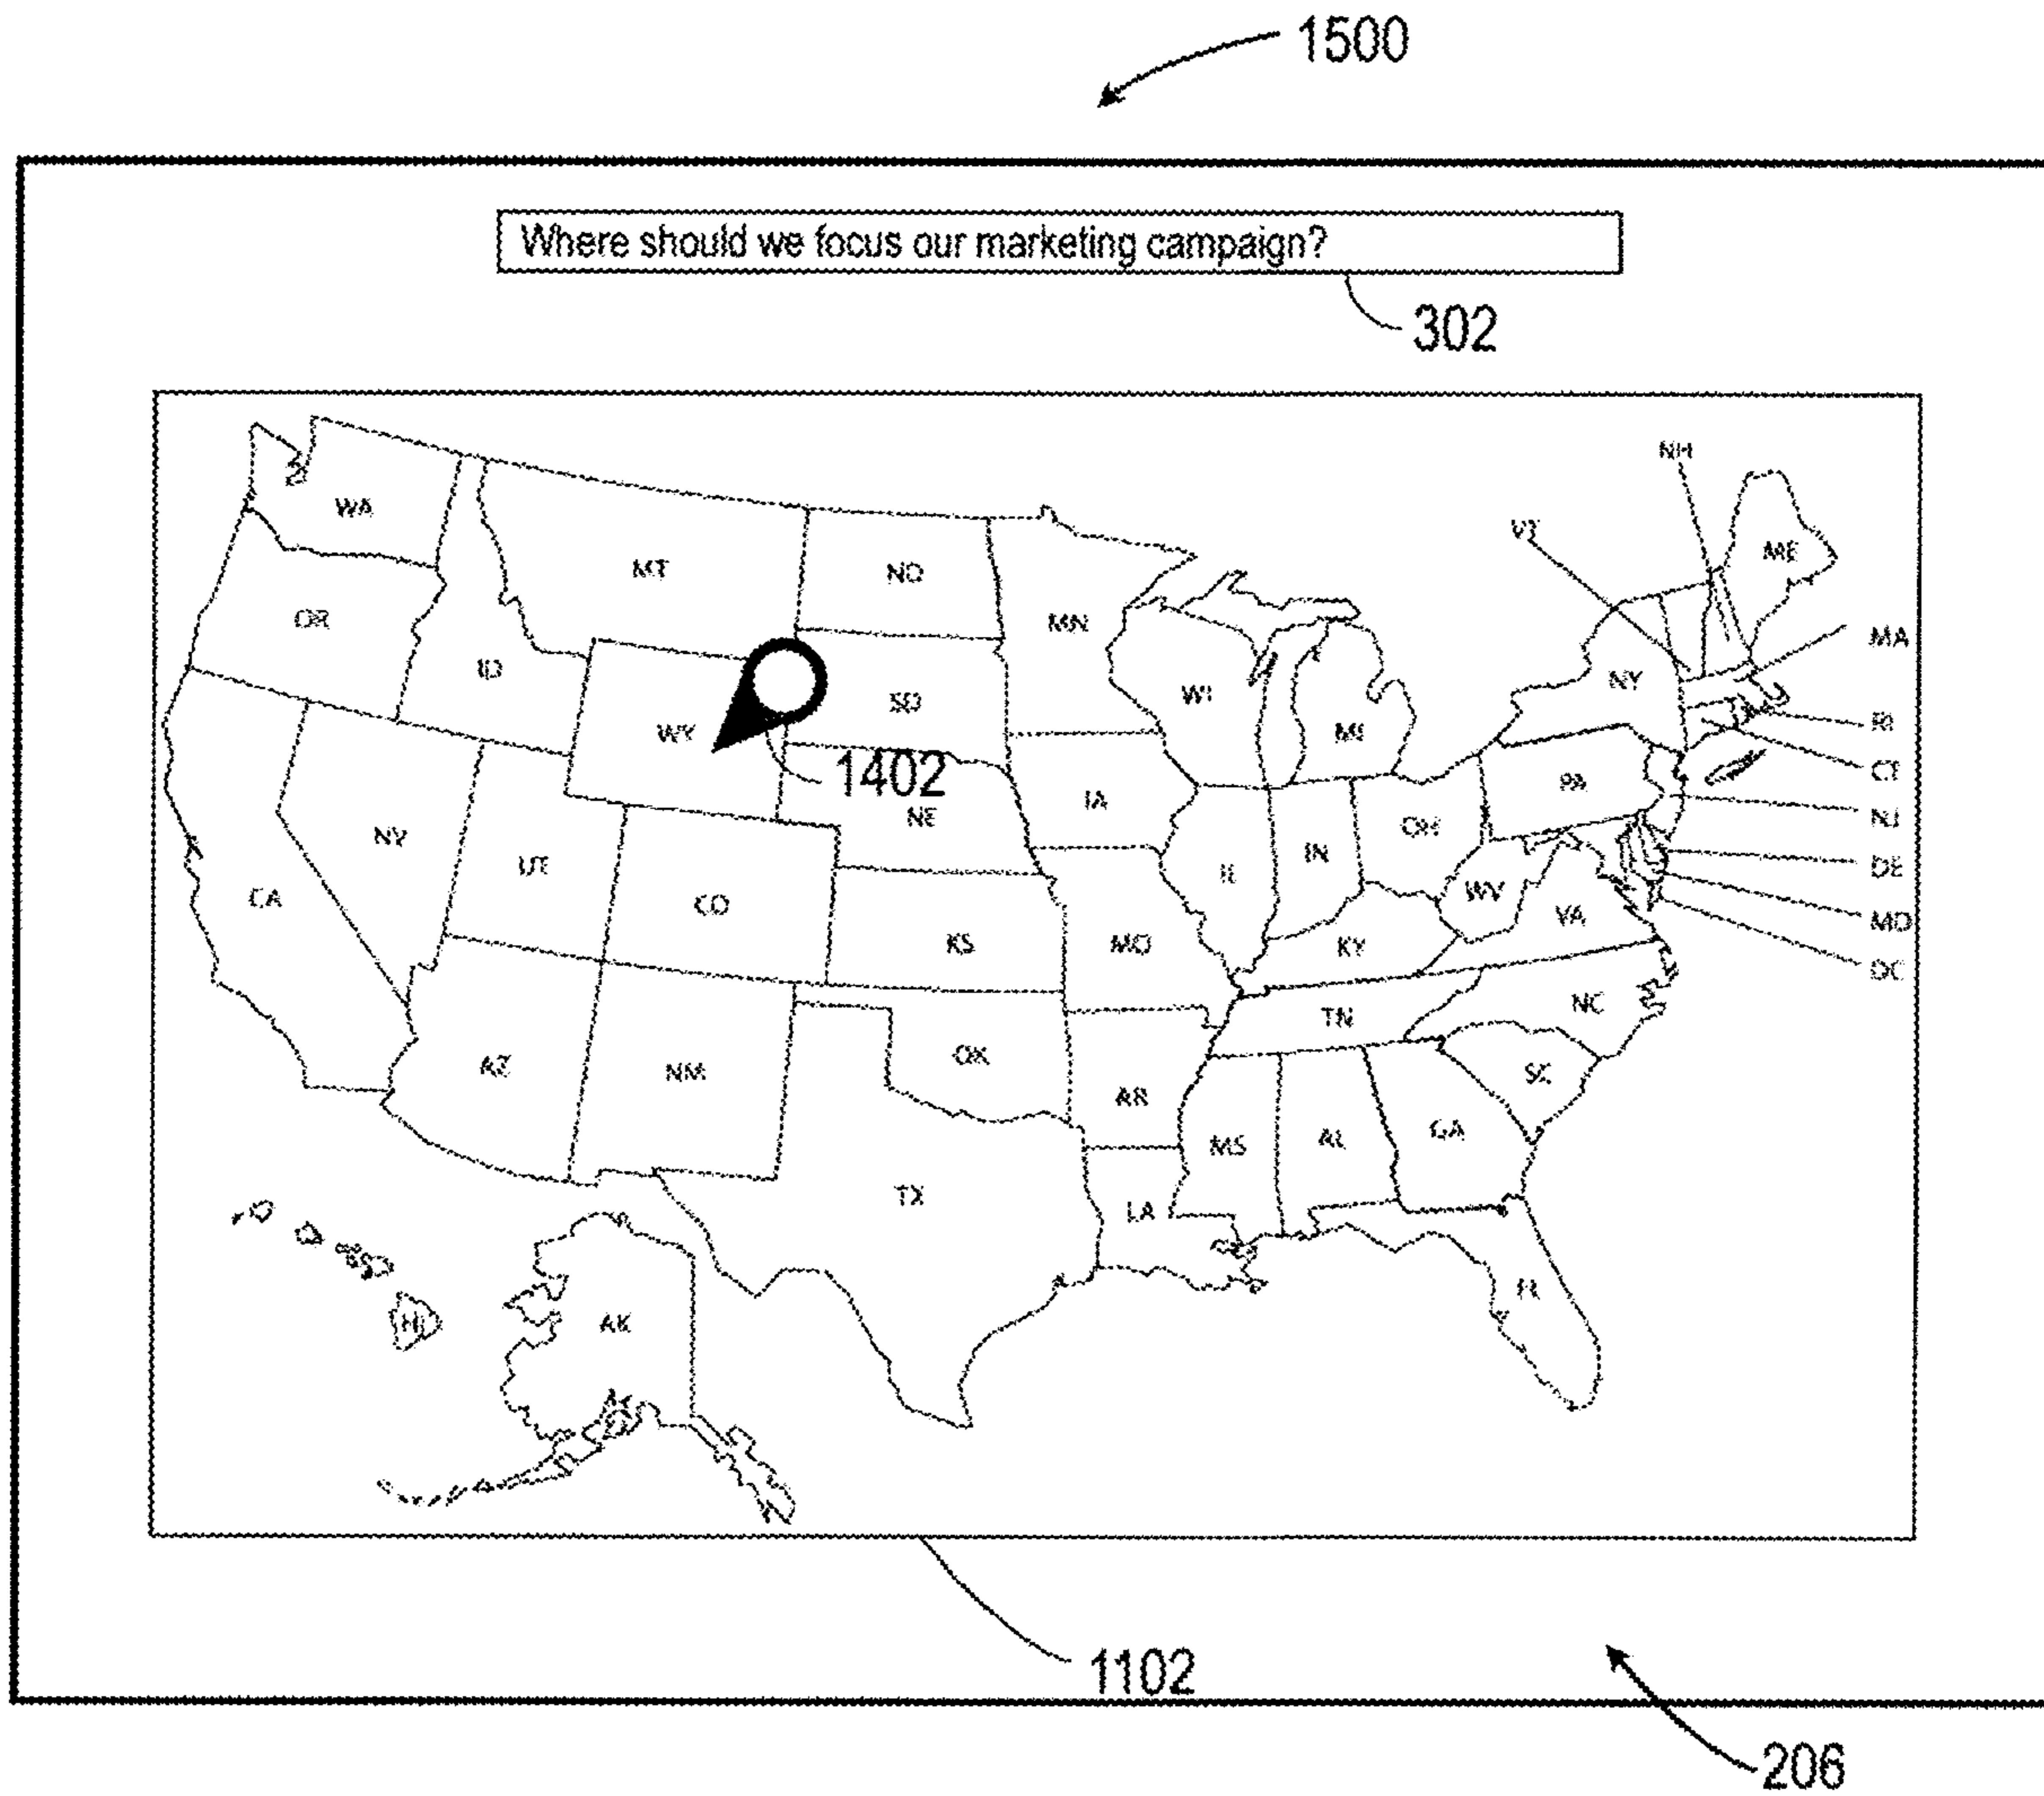 1500
Where should we focus our marketing campaign?
302
NH
VT
ME
WA
MT
ND
MN
OR
ID
WY
SD
WI
MI
NY
MA
RI
CT
NJ
DE
MD
DC
1402
NE
IA
PA
NV
UT
CO
CA
KS
MO
IL
IN
OH
WV
VA
KY
TN
NC
AZ
NM
OK
AR
SC
MS
AL
GA
TX
LA
FL
HI
AK
1102
206